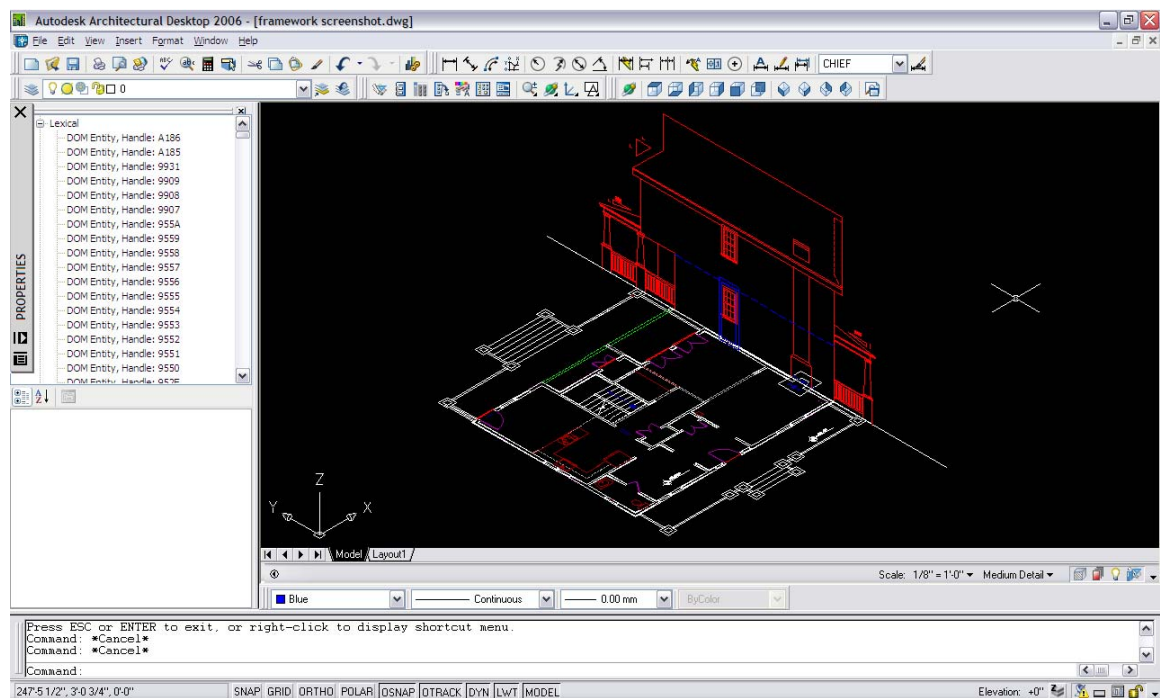 Autodesk Architectural Desktop 2006 - [framework screenshot.dwg]
File Edit View Insert Format Window Help
CHIEF
0
Lexical
DOM Entity, Handle: A186
DOM Entity, Handle: A185
DOM Entity, Handle: 9931
DOM Entity, Handle: 9909
DOM Entity, Handle: 9908
DOM Entity, Handle: 9907
DOM Entity, Handle: 955A
DOM Entity, Handle: 9559
DOM Entity, Handle: 9558
DOM Entity, Handle: 9557
DOM Entity, Handle: 9556
DOM Entity, Handle: 9555
DOM Entity, Handle: 9554
DOM Entity, Handle: 9553
DOM Entity, Handle: 9552
DOM Entity, Handle: 9551
DOM Entity, Handle: 9550
DOM Entity, Handle: 952F
PROPERTIES
Z
Y X
Model Layout1
Scale: 1/8" = 1'-0" Medium Detail
Blue Continuous 0.00 mm ByColor
Press ESC or ENTER to exit, or right-click to display shortcut menu.
Command: *Cancel*
Command: *Cancel*
Command:
247'-5 1/2", 3'-0 3/4", 0'-0" SNAP GRID ORTHO POLAR OSNAP OTRACK DYN LWT MODEL Elevation: +0"